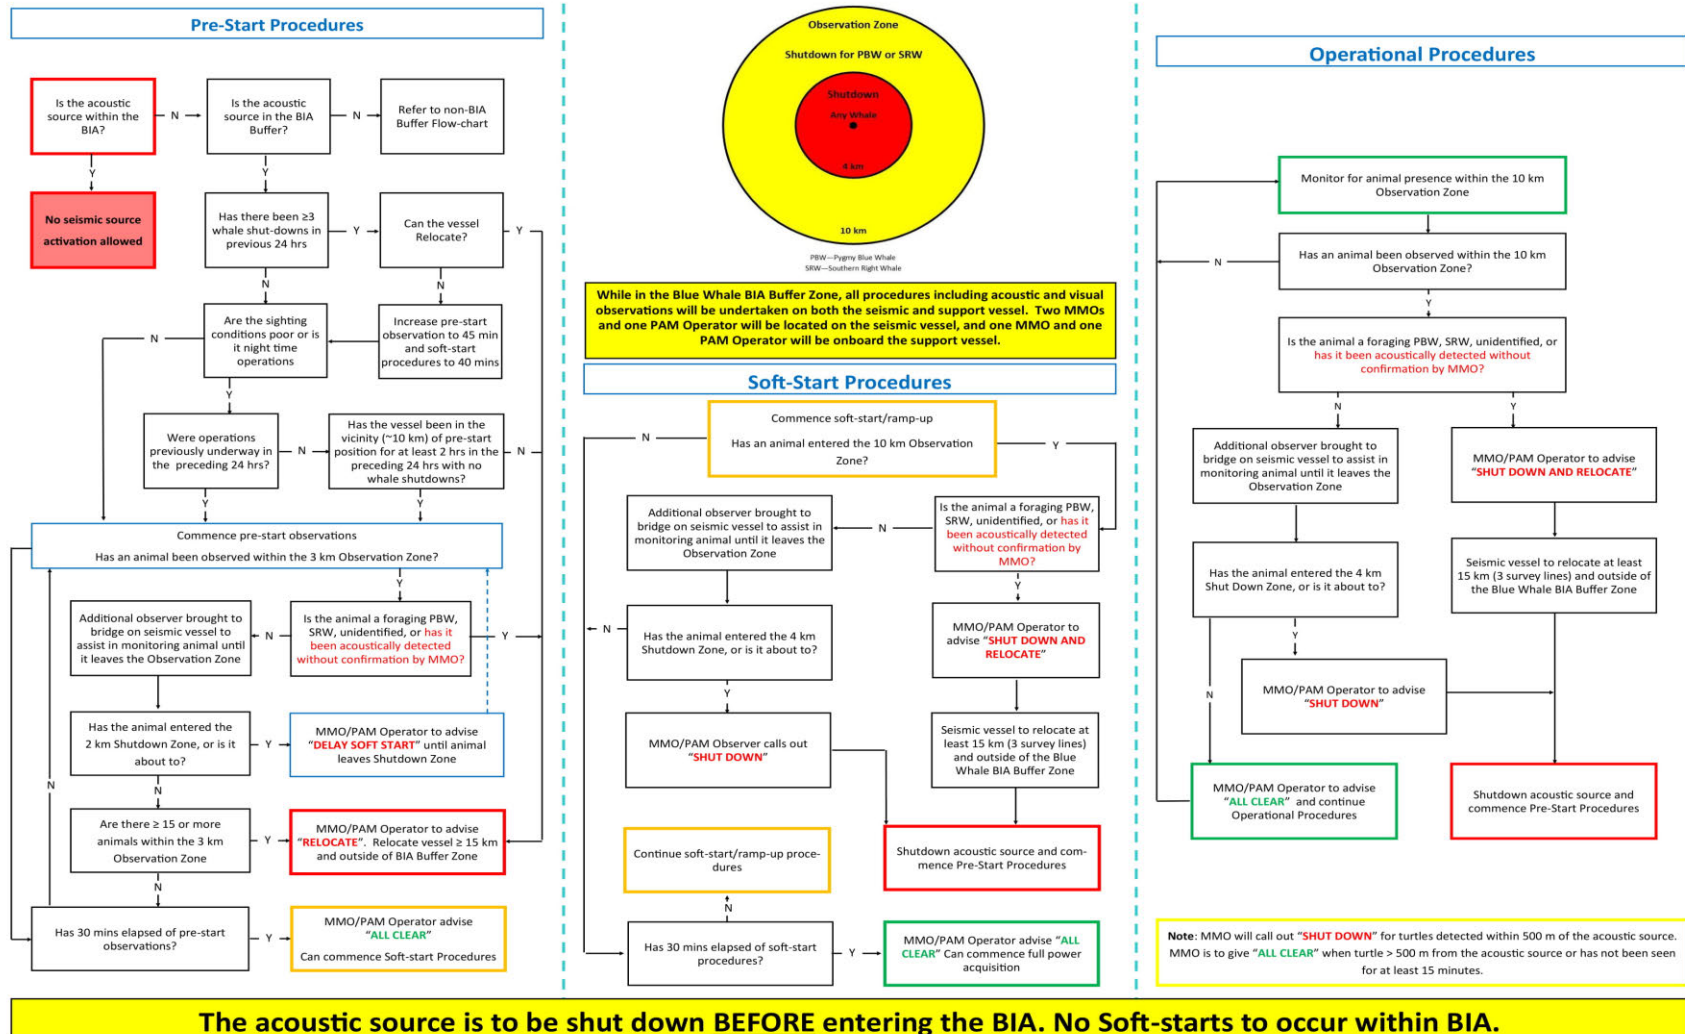 Pre-Start Procedures
Is the acoustic
source within the
BIA?
N
Is the acoustic
source in the BIA
Buffer?
N
Refer to non-BIA
Buffer Flow-chart
Y
Y
No seismic source
activation allowed
Has there been ≥3
whale shut-downs in
previous 24 hrs
Y
Can the vessel
Relocate?
Y
N
N
Are the sighting
conditions poor or is
it night time
operations
N
Increase pre-start
observation to 45 min
and soft-start
procedures to 40 mins
Y
Were operations
previously underway in
the preceding 24 hrs?
N
Has the vessel been in the
vicinity (~10 km) of pre-start
position for at least 2 hrs in the
preceding 24 hrs with no
whale shutdowns?
N
Y
Y
Commence pre-start observations
Has an animal been observed within the 3 km Observation Zone?
Y
Additional observer brought to
bridge on seismic vessel to
assist in monitoring animal until
it leaves the Observation Zone
N
Is the animal a foraging PBW,
SRW, unidentified, or has it
been acoustically detected
without confirmation by MMO?
Y
Has the animal entered the
2 km Shutdown Zone, or is it
about to?
Y
MMO/PAM Operator to advise
“DELAY SOFT START” until animal
leaves Shutdown Zone
N
N
Are there ≥ 15 or more
animals within the 3 km
Observation Zone
Y
MMO/PAM Operator to advise
“RELOCATE”. Relocate vessel ≥ 15 km
and outside of BIA Buffer Zone
N
Has 30 mins elapsed of pre-start
observations?
Y
MMO/PAM Operator advise
“ALL CLEAR”
Can commence Soft-start Procedures
Observation Zone
Shutdown for PBW or SRW
Shutdown
Any Whale
4 km
10 km
PBW—Pygmy Blue Whale
SRW—Southern Right Whale
While in the Blue Whale BIA Buffer Zone, all procedures including acoustic and visual
observations will be undertaken on both the seismic and support vessel. Two MMOs
and one PAM Operator will be located on the seismic vessel, and one MMO and one
PAM Operator will be onboard the support vessel.
Soft-Start Procedures
Commence soft-start/ramp-up
Has an animal entered the 10 km Observation
Zone?
N
Y
Additional observer brought to
bridge on seismic vessel to assist in
monitoring animal until it leaves the
Observation Zone
N
Is the animal a foraging PBW,
SRW, unidentified, or has it
been acoustically detected
without confirmation by
MMO?
Y
N
Has the animal entered the 4 km
Shutdown Zone, or is it about to?
MMO/PAM Operator to
advise “SHUT DOWN AND
RELOCATE”
Y
MMO/PAM Observer calls out
“SHUT DOWN”
Seismic vessel to relocate at
least 15 km (3 survey lines)
and outside of the Blue
Whale BIA Buffer Zone
Continue soft-start/ramp-up proce-
dures
Shutdown acoustic source and com-
mence Pre-Start Procedures
N
Has 30 mins elapsed of soft-start
procedures?
Y
MMO/PAM Operator advise “ALL
CLEAR” Can commence full power
acquisition
Operational Procedures
Monitor for animal presence within the 10 km
Observation Zone
N
Has an animal been observed within the 10 km
Observation Zone?
Y
Is the animal a foraging PBW, SRW, unidentified, or
has it been acoustically detected without
confirmation by MMO?
N
Y
Additional observer brought to
bridge on seismic vessel to assist in
monitoring animal until it leaves the
Observation Zone
MMO/PAM Operator to advise
“SHUT DOWN AND RELOCATE”
Has the animal entered the 4 km
Shut Down Zone, or is it about to?
Seismic vessel to relocate at least
15 km (3 survey lines) and outside of
the Blue Whale BIA Buffer Zone
Y
N
MMO/PAM Operator to advise
“SHUT DOWN”
MMO/PAM Operator to advise
“ALL CLEAR” and continue
Operational Procedures
Shutdown acoustic source and
commence Pre-Start Procedures
Note: MMO will call out “SHUT DOWN” for turtles detected within 500 m of the acoustic source.
MMO is to give “ALL CLEAR” when turtle > 500 m from the acoustic source or has not been seen
for at least 15 minutes.
The acoustic source is to be shut down BEFORE entering the BIA. No Soft-starts to occur within BIA.